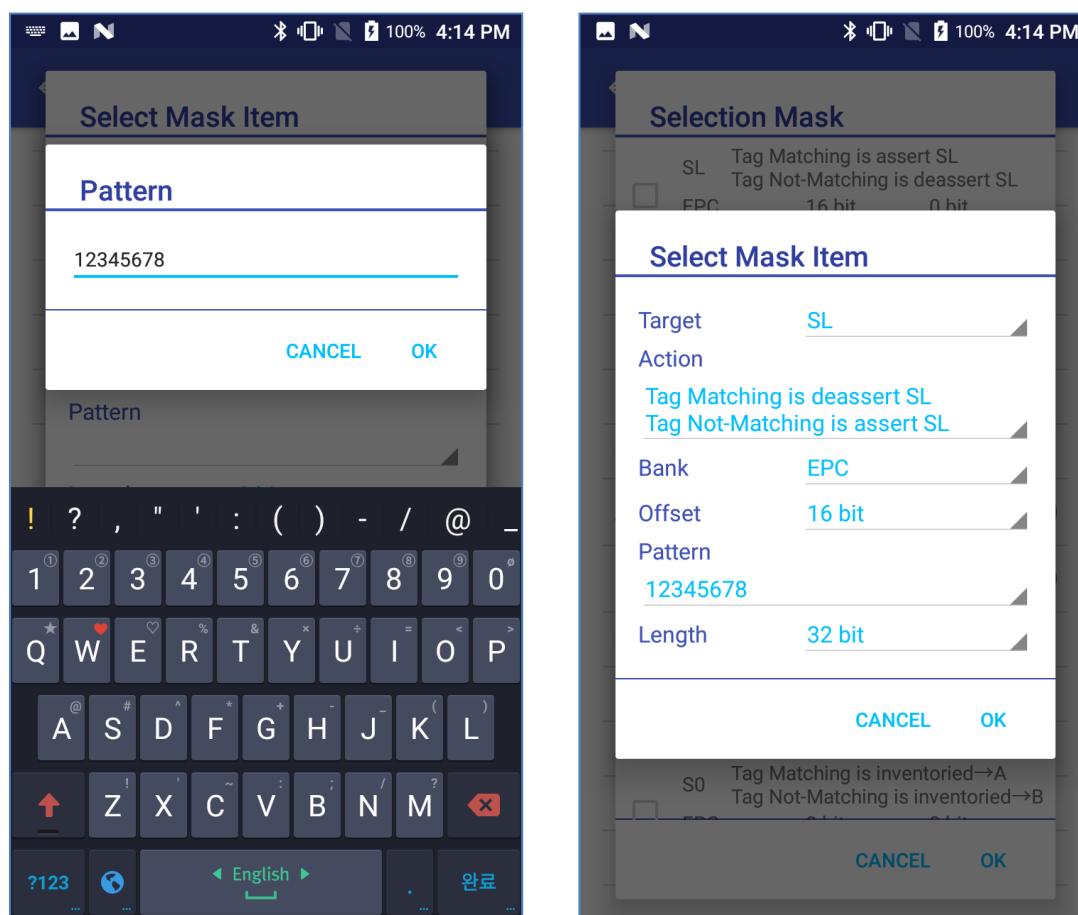 100% 4:14 PM
Select Mask Item
Pattern
12345678
CANCEL OK
Pattern
! ? , " ' : ( ) - / @ _
1 2 3 4 5 6 7 8 9 0
Q W E R T Y U I O P
A S D F G H J K L
Z X C V B N M
?123 English . 완료
100% 4:14 PM
Selection Mask
SL Tag Matching is assert SL
Tag Not-Matching is deassert SL
EPC 16 bit 0 bit
Select Mask Item
Target SL
Action
Tag Matching is deassert SL
Tag Not-Matching is assert SL
Bank EPC
Offset 16 bit
Pattern
12345678
Length 32 bit
CANCEL OK
S0 Tag Matching is inventoried→A
Tag Not-Matching is inventoried→B
CANCEL OK